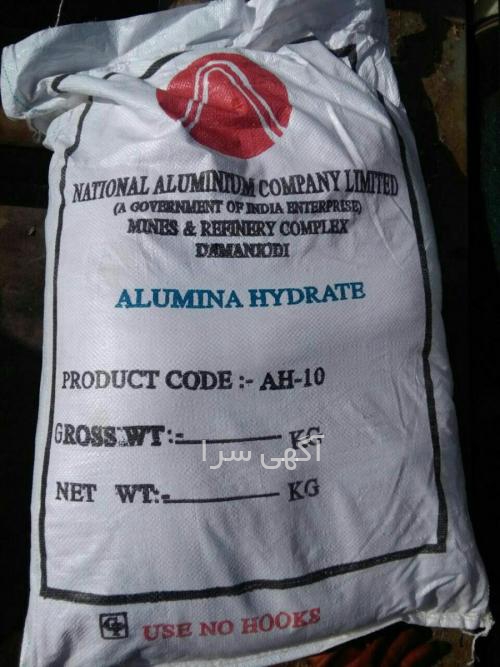 NATIONAL ALUMINIUM COMPANY LIMITED
(A GOVERNMENT OF INDIA ENTERPRISE)
MINES & REFINERY COMPLEX
DAMANJODI
ALUMINA HYDRATE
PRODUCT CODE :- AH-10
GROSS WT:- KG
آگهی سرا
NET WT:- KG
USE NO HOOKS